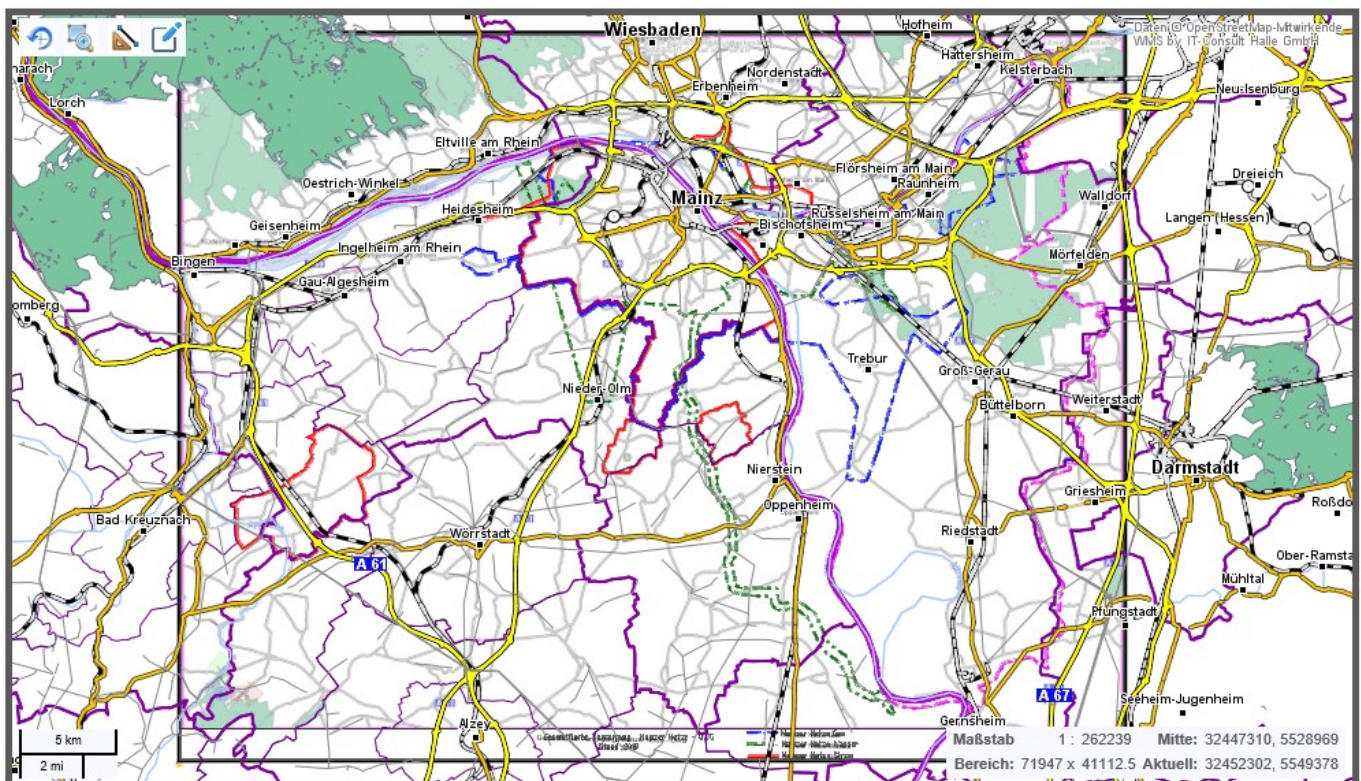 Wiesbaden
Hofheim
Daten © OpenStreetMap-Mitwirkende
WMS by IT-Consult Halle GmbH
Hattersheim
Kelsterbach
Nordenstadt
Erbenheim
Neu-Isenburg
Lorch
Eltville am Rhein
Flörsheim am Main
Raunheim
Dreieich
Oestrich-Winkel
Walldorf
Mainz
Heidesheim
Rüsselsheim am Main
Langen (Hessen)
Geisenheim
Bischofsheim
Ingelheim am Rhein
Mörfelden
Bingen
Gau-Algesheim
omberg
Trebur
Groß-Gerau
Nieder-Olm
Weiterstadt
Büttelborn
Darmstadt
Nierstein
Griesheim
Oppenheim
Roßdo
Bad Kreuznach
Riedstadt
Wörrstadt
Ober-Ramsta
A 61
Mühltal
Pfungstadt
A 67
Seeheim-Jugenheim
Alzey
Gernsheim
5 km
2 mi
Maßstab 1 : 262239 Mitte: 32447310, 5528969
Bereich: 71947 x 41112.5 Aktuell: 32452302, 5549378